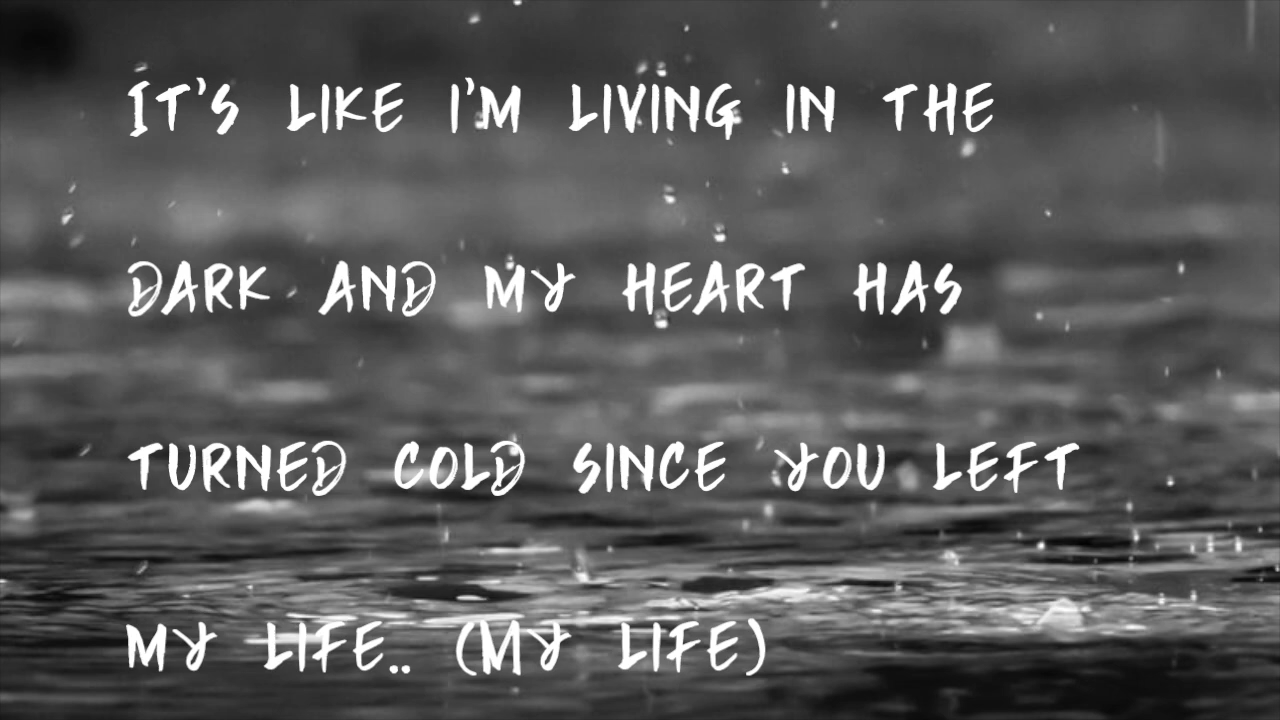 It's like I'm living in the
dark and my heart has
turned cold since you left
my life.. (My life)